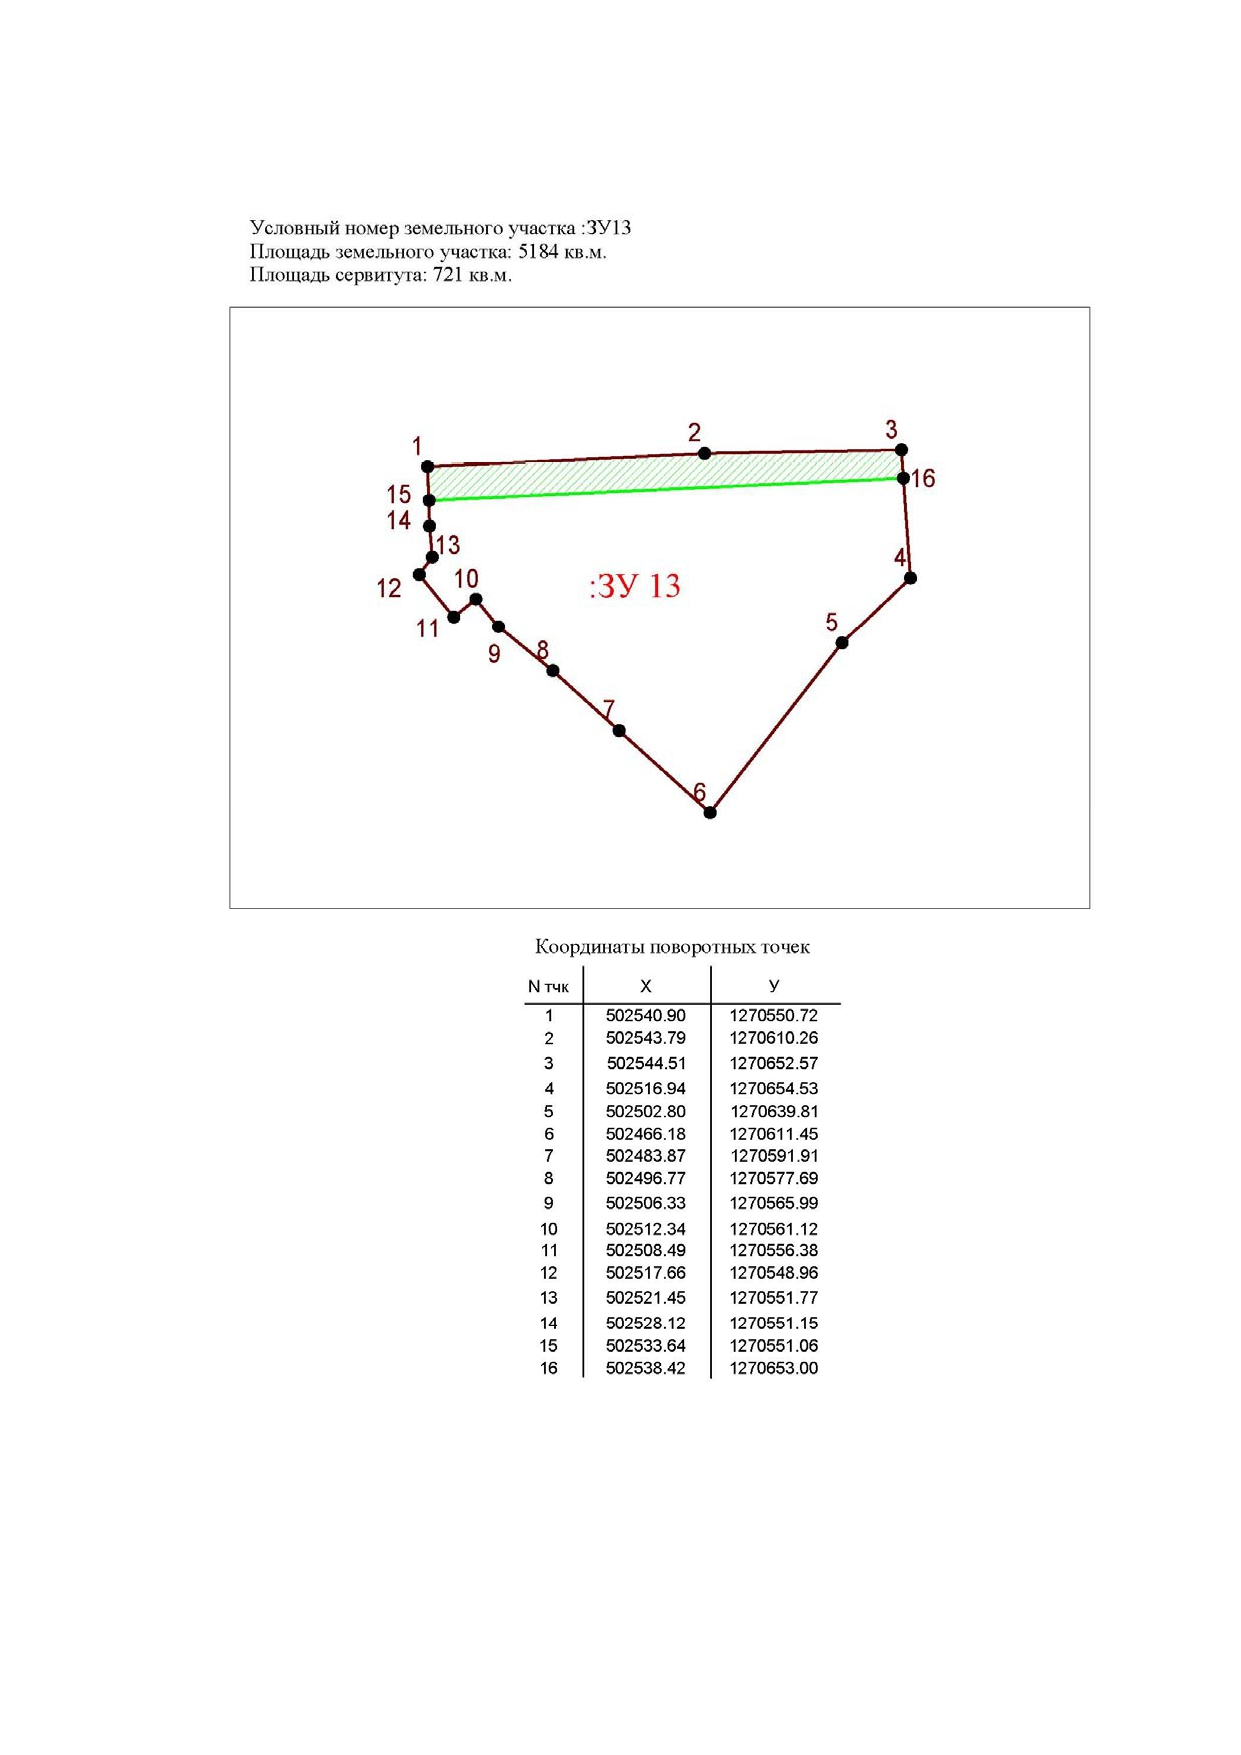 Условный номер земельного участка :ЗУ13
Площадь земельного участка: 5184 кв.м.
Площадь сервитута: 721 кв.м.
1
2
3
15
16
14
13
4
12
10
:ЗУ 13
11
5
9
8
7
6
Координаты поворотных точек
N тчк Х У
1 502540.90 1270550.72
2 502543.79 1270610.26
3 502544.51 1270652.57
4 502516.94 1270654.53
5 502502.80 1270639.81
6 502466.18 1270611.45
7 502483.87 1270591.91
8 502496.77 1270577.69
9 502506.33 1270565.99
10 502512.34 1270561.12
11 502508.49 1270556.38
12 502517.66 1270548.96
13 502521.45 1270551.77
14 502528.12 1270551.15
15 502533.64 1270551.06
16 502538.42 1270653.00